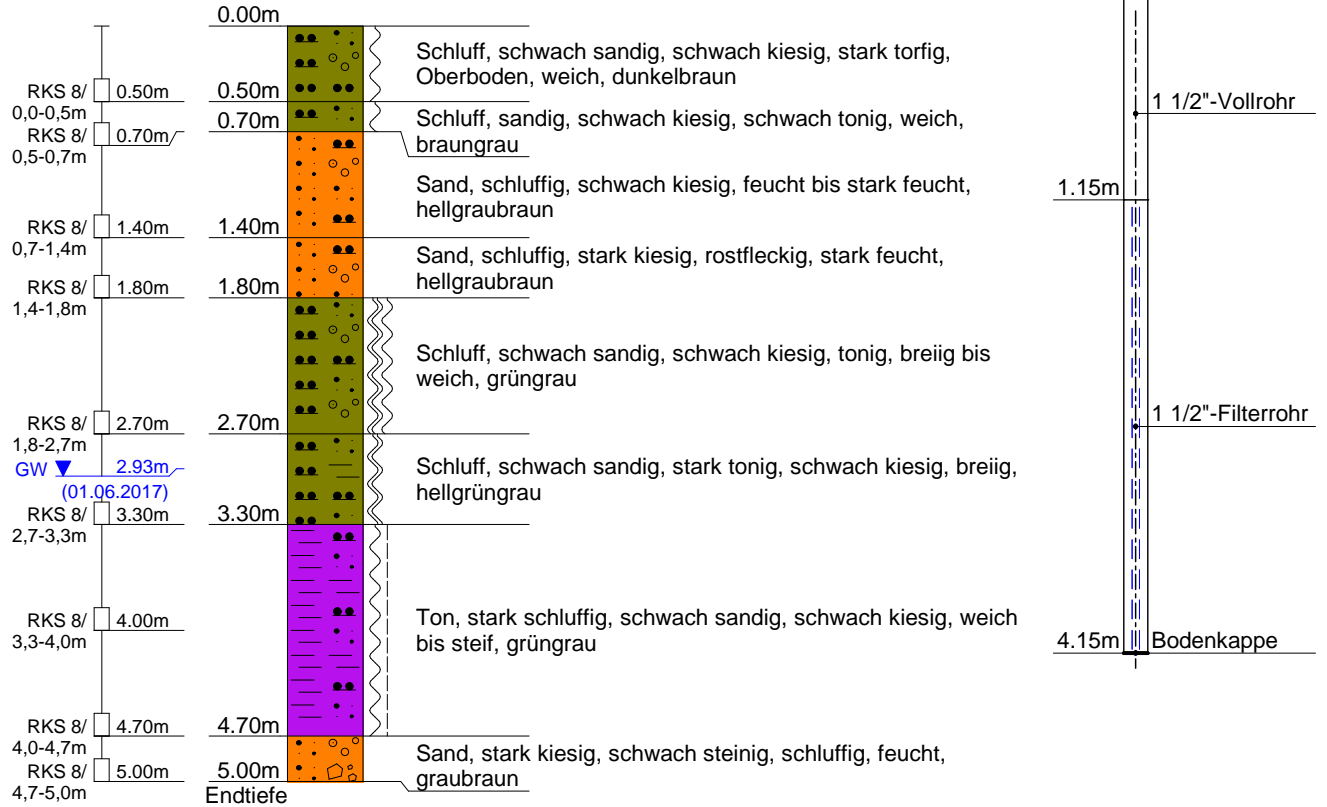 0.00m
Schluff, schwach sandig, schwach kiesig, stark torfig,
Oberboden, weich, dunkelbraun
RKS 8/ 0.50m
0,0-0,5m
0.50m
Schluff, sandig, schwach kiesig, schwach tonig, weich,
braungrau
RKS 8/ 0.70m
0,5-0,7m
0.70m
Sand, schluffig, schwach kiesig, feucht bis stark feucht,
hellgraubraun
RKS 8/ 1.40m
0,7-1,4m
1.40m
Sand, schluffig, stark kiesig, rostfleckig, stark feucht,
hellgraubraun
RKS 8/ 1.80m
1,4-1,8m
1.80m
Schluff, schwach sandig, schwach kiesig, tonig, breiig bis
weich, grüngrau
RKS 8/ 2.70m
1,8-2,7m
2.70m
GW 2.93m
(01.06.2017)
Schluff, schwach sandig, stark tonig, schwach kiesig, breiig,
hellgrüngrau
RKS 8/ 3.30m
2,7-3,3m
3.30m
Ton, stark schluffig, schwach sandig, schwach kiesig, weich
bis steif, grüngrau
RKS 8/ 4.00m
3,3-4,0m
RKS 8/ 4.70m
4,0-4,7m
4.70m
Sand, stark kiesig, schwach steinig, schluffig, feucht,
graubraun
RKS 8/ 5.00m
4,7-5,0m
5.00m
Endtiefe
1 1/2"-Vollrohr
1.15m
1 1/2"-Filterrohr
4.15m Bodenkappe